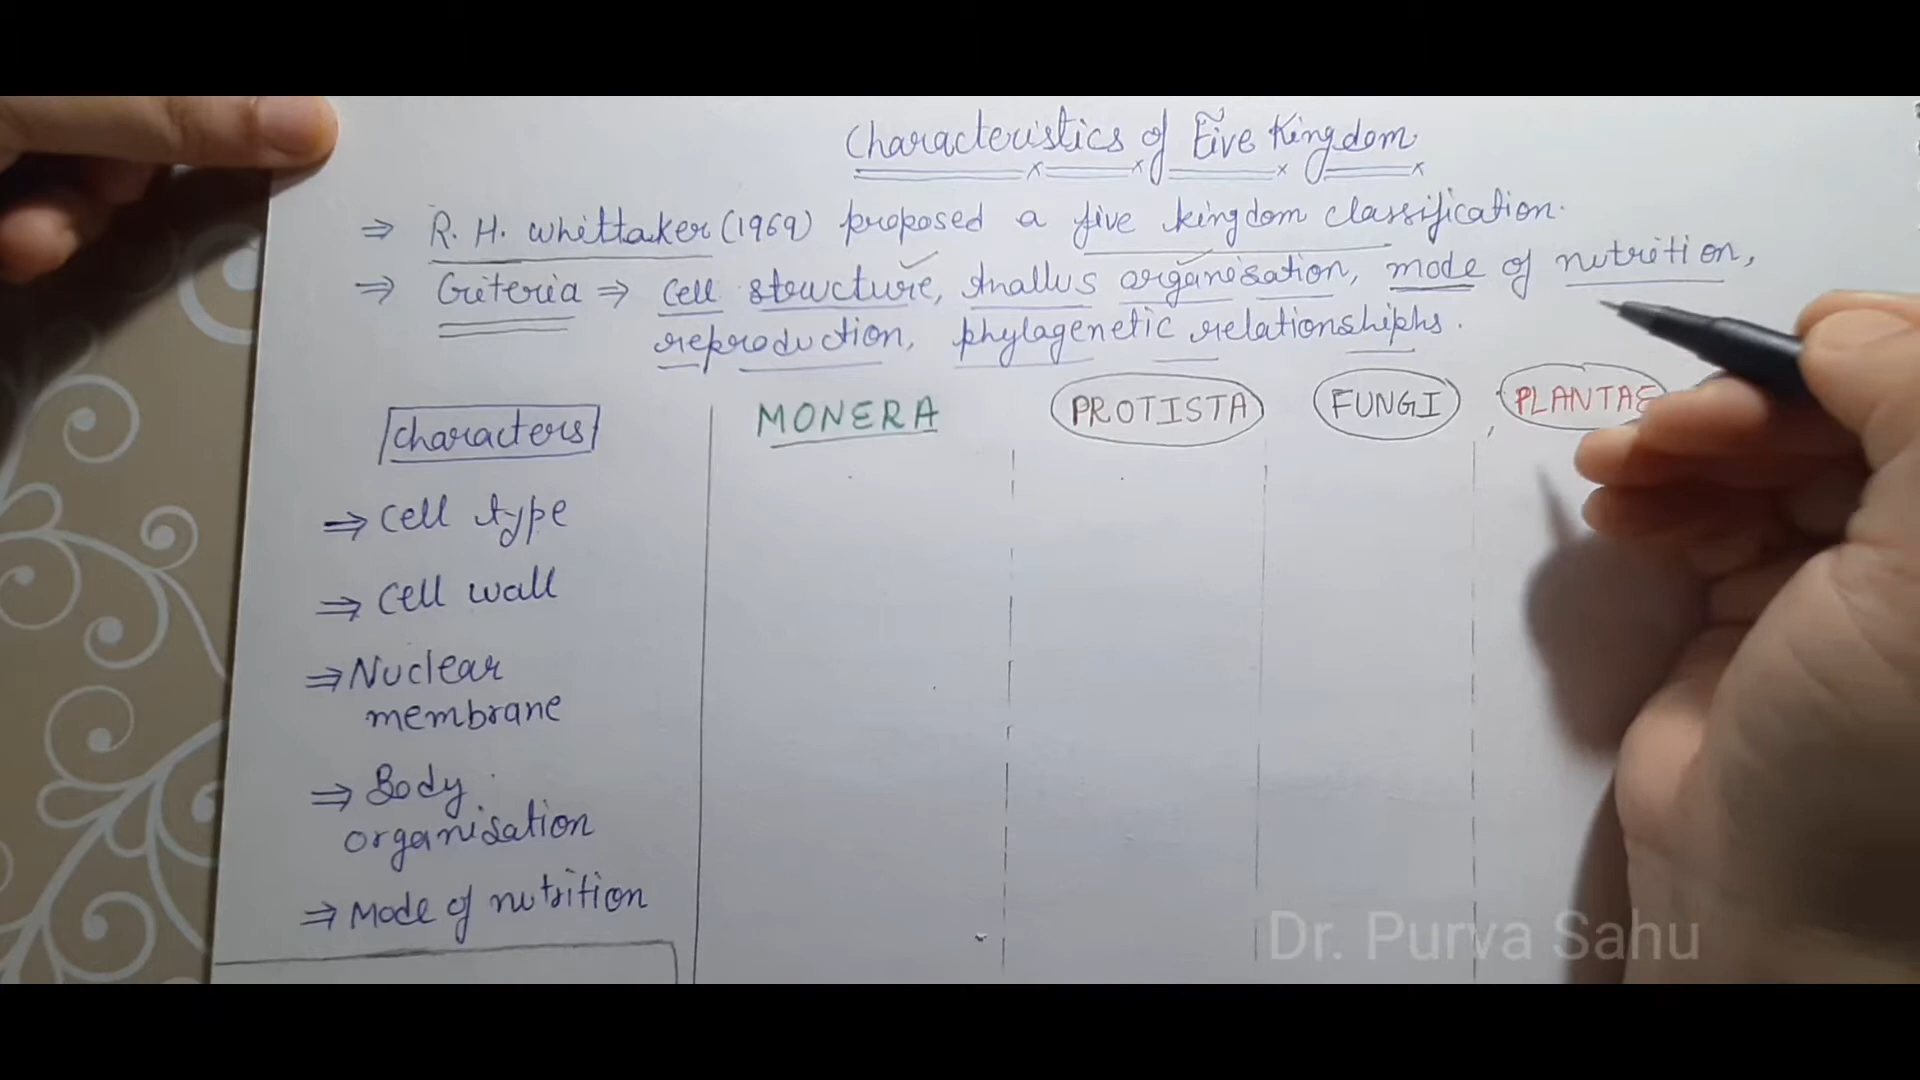 Characteristics of Five Kingdom
⇒ R. H. Whittaker (1969) proposed a five kingdom classification.
⇒ Criteria ⇒ Cell structure, thallus organisation, mode of nutrition,
reproduction, phylagenetic relationshiphs.
Characters MONERA PROTISTA FUNGI PLANTAE
⇒ Cell type
⇒ Cell wall
⇒ Nuclear
membrane
⇒ Body
organisation
⇒ Mode of nutrition
Dr. Purva Sahu